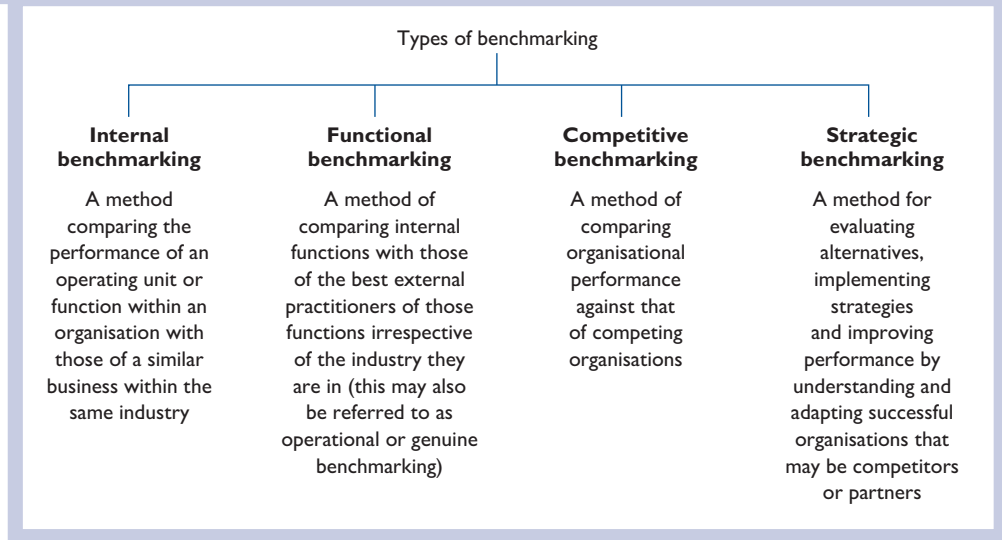 Types of benchmarking
Internal
benchmarking
A method
comparing the
performance of an
operating unit or
function within an
organisation with
those of a similar
business within the
same industry
Functional
benchmarking
A method of
comparing internal
functions with those
of the best external
practitioners of those
functions irrespective
of the industry they
are in (this may also
be referred to as
operational or genuine
benchmarking)
Competitive
benchmarking
A method of
comparing
organisational
performance
against that
of competing
organisations
Strategic
benchmarking
A method for
evaluating
alternatives,
implementing
strategies
and improving
performance by
understanding and
adapting successful
organisations that
may be competitors
or partners